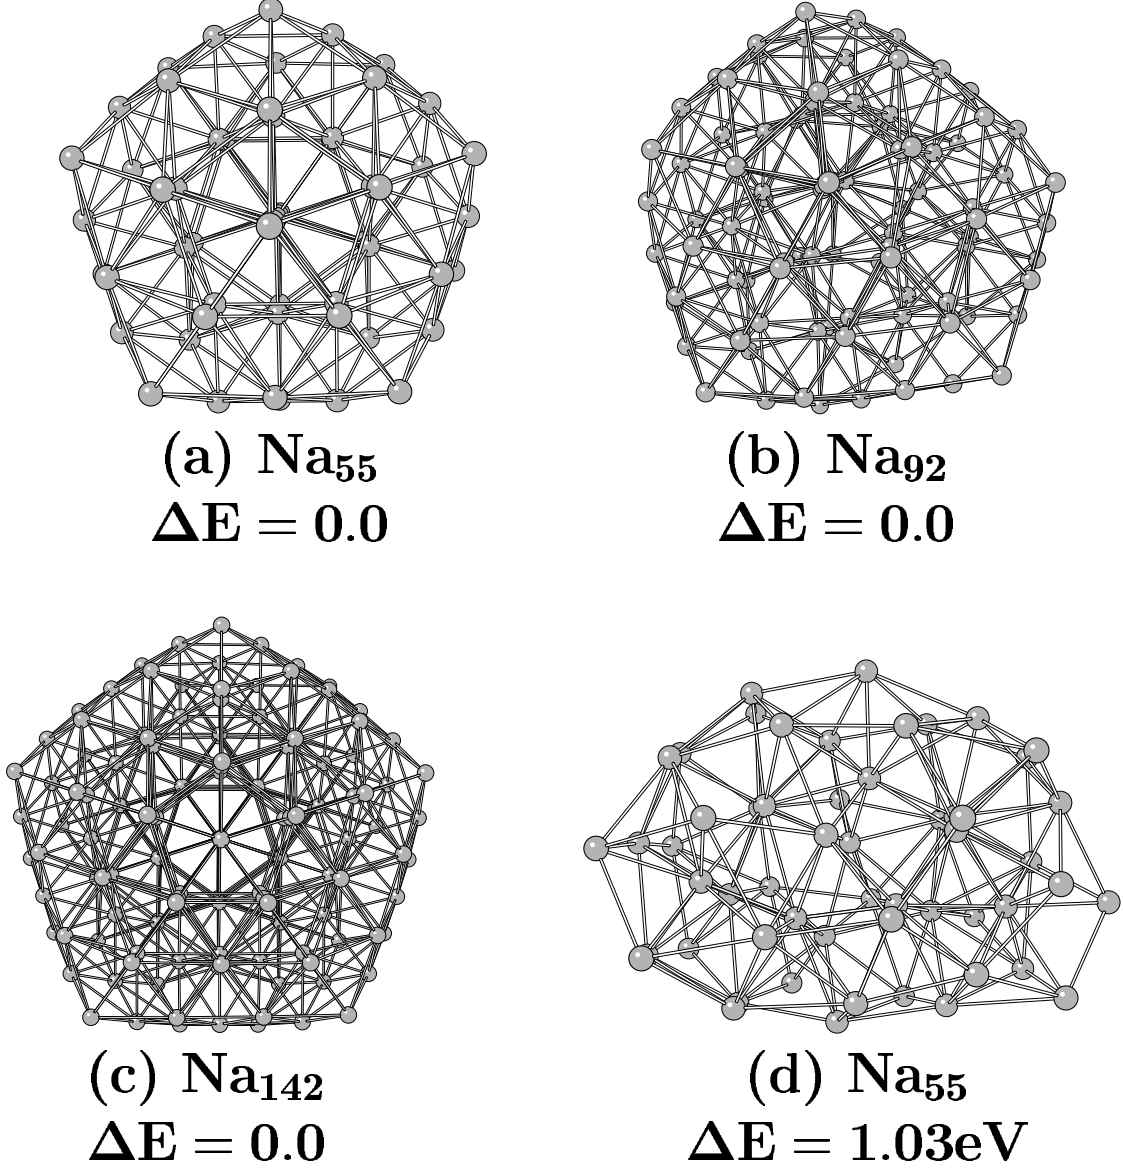 (a) Na₅₅
ΔE = 0.0
(b) Na₉₂
ΔE = 0.0
(c) Na₁₄₂
ΔE = 0.0
(d) Na₅₅
ΔE = 1.03eV